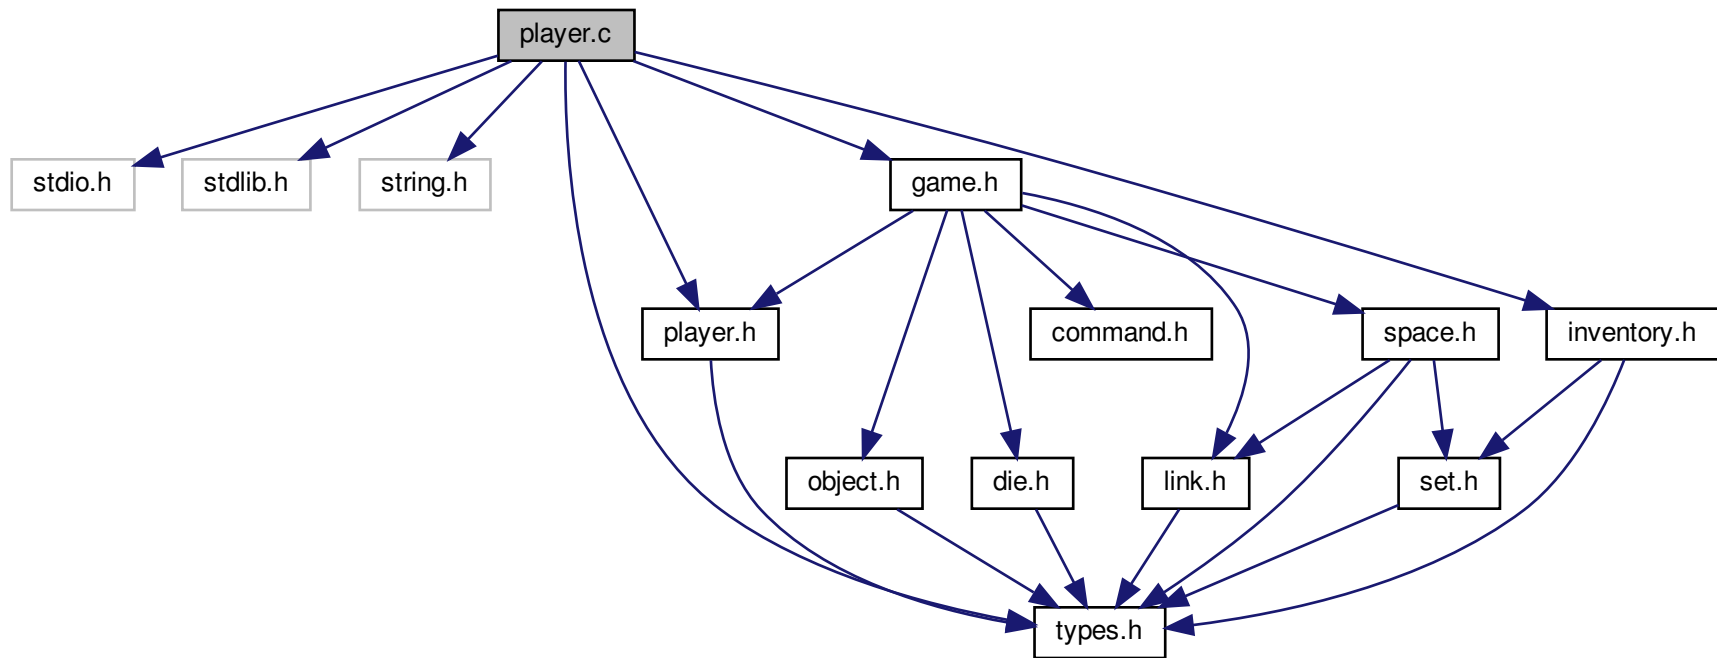 player.c
stdio.h
stdlib.h
string.h
game.h
player.h
command.h
space.h
inventory.h
object.h
die.h
link.h
set.h
types.h